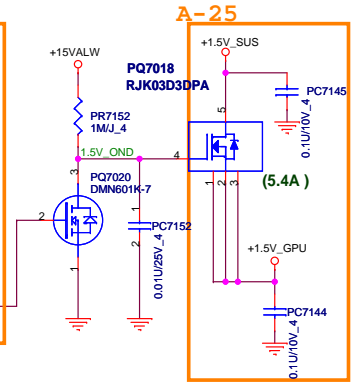 A-25
+15VALW
+1.5V_SUS
PQ7018
RJK03D3DPA
PC7145
0.1U/10V_4
PR7152
1M/J_4
5
1.5V_OND
4
3
PQ7020
DMN601K-7
(5.4A )
1
2
3
2
1
PC7152
0.01U/25V_4
2
1
+1.5V_GPU
PC7144
0.1U/10V_4